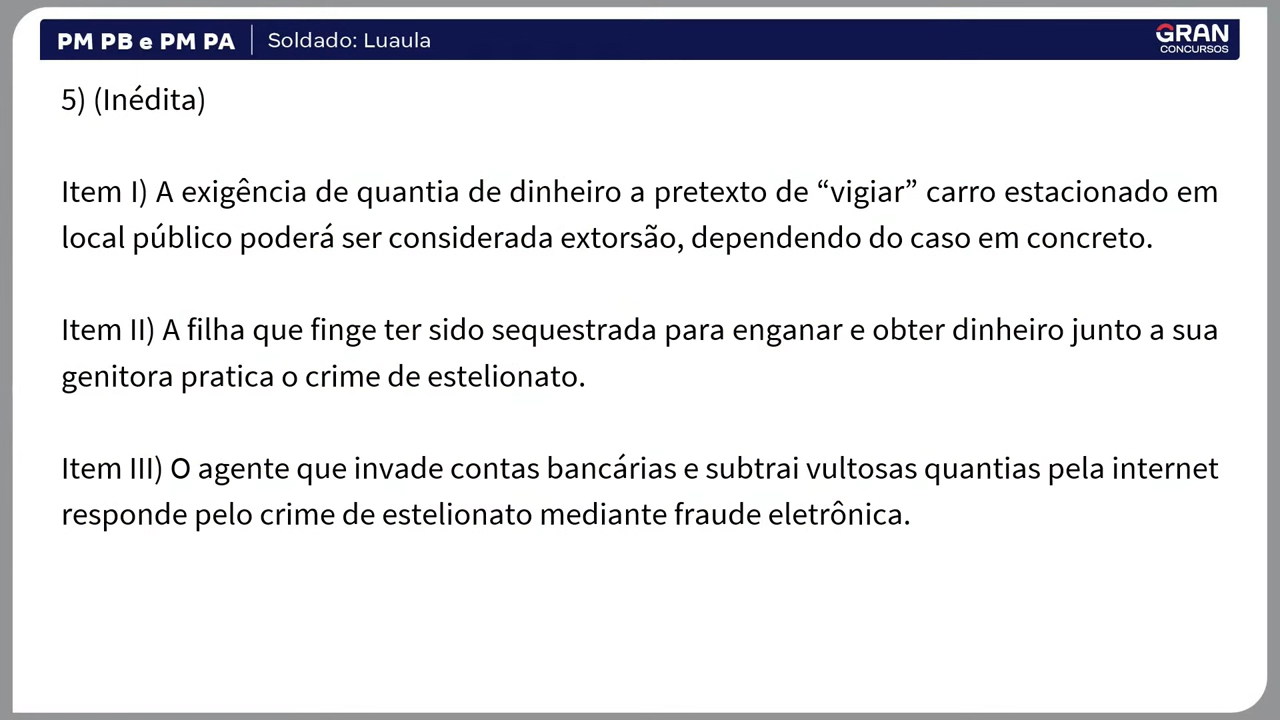 PM PB e PM PA | Soldado: Luaula
GRAN
CONCURSOS
5) (Inédita)
Item I) A exigência de quantia de dinheiro a pretexto de “vigiar” carro estacionado em
local público poderá ser considerada extorsão, dependendo do caso em concreto.
Item II) A filha que finge ter sido sequestrada para enganar e obter dinheiro junto a sua
genitora pratica o crime de estelionato.
Item III) O agente que invade contas bancárias e subtrai vultosas quantias pela internet
responde pelo crime de estelionato mediante fraude eletrônica.